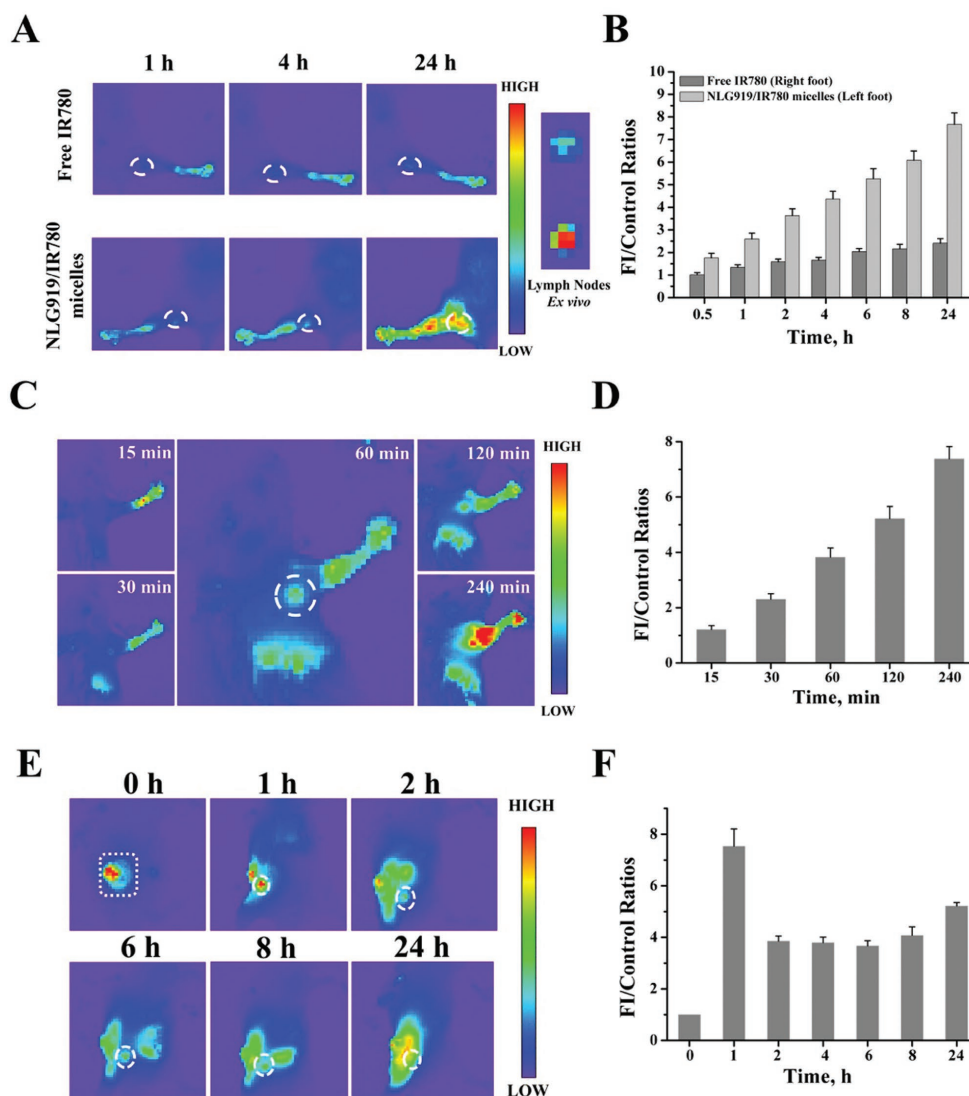 A
1 h 4 h 24 h
Free IR780
NLG919/IR780
micelles
HIGH
LOW
Lymph Nodes
Ex vivo
B
FI/Control Ratios
10
9
8
7
6
5
4
3
2
1
0
Free IR780 (Right foot)
NLG919/IR780 micelles (Left foot)
0.5 1 2 4 6 8 24
Time, h
C
15 min
30 min
60 min
120 min
240 min
HIGH
LOW
D
FI/Control Ratios
8
6
4
2
0
15 30 60 120 240
Time, min
E
0 h 1 h 2 h
6 h 8 h 24 h
HIGH
LOW
F
FI/Control Ratios
8
6
4
2
0
0 1 2 4 6 8 24
Time, h